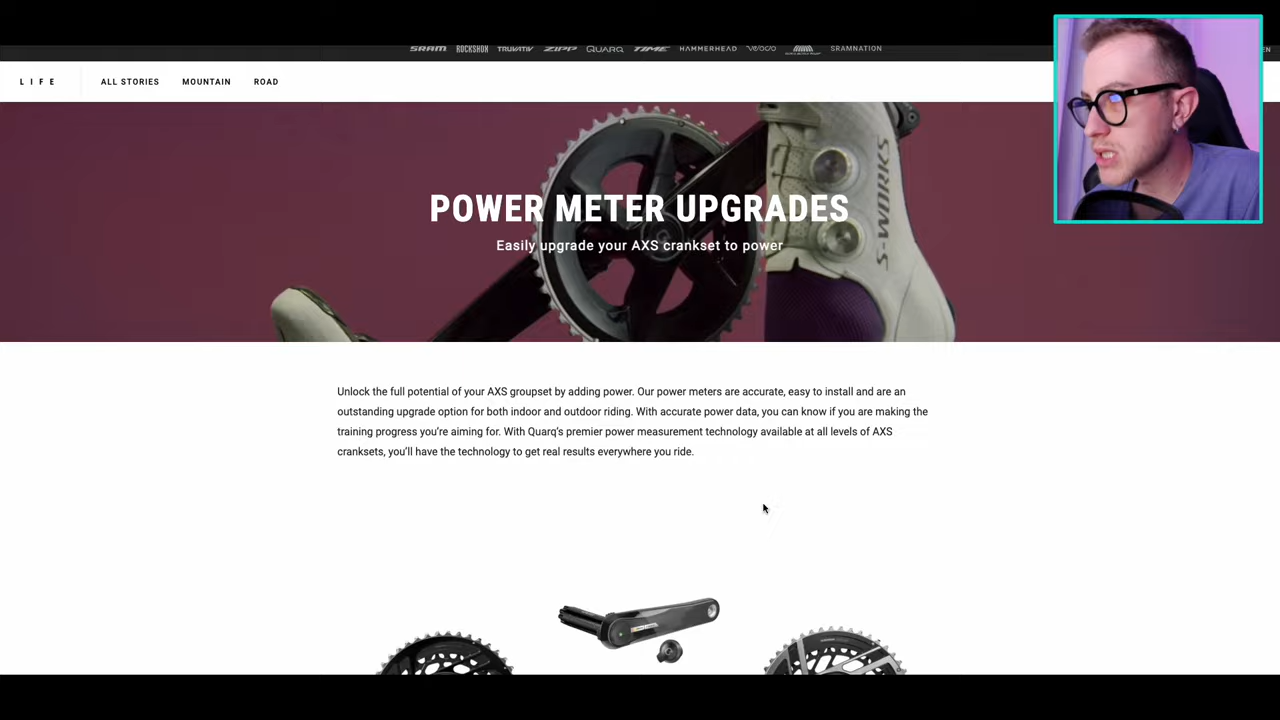 SRAM ROCKSHOX TRUVATIV ZIPP QUARQ TIME HAMMERHEAD VELOCIO SRAMNATION
LIFE ALL STORIES MOUNTAIN ROAD
S-WORKS
POWER METER UPGRADES
Easily upgrade your AXS crankset to power
Unlock the full potential of your AXS groupset by adding power. Our power meters are accurate, easy to install and are an
outstanding upgrade option for both indoor and outdoor riding. With accurate power data, you can know if you are making the
training progress you’re aiming for. With Quarq’s premier power measurement technology available at all levels of AXS
cranksets, you’ll have the technology to get real results everywhere you ride.